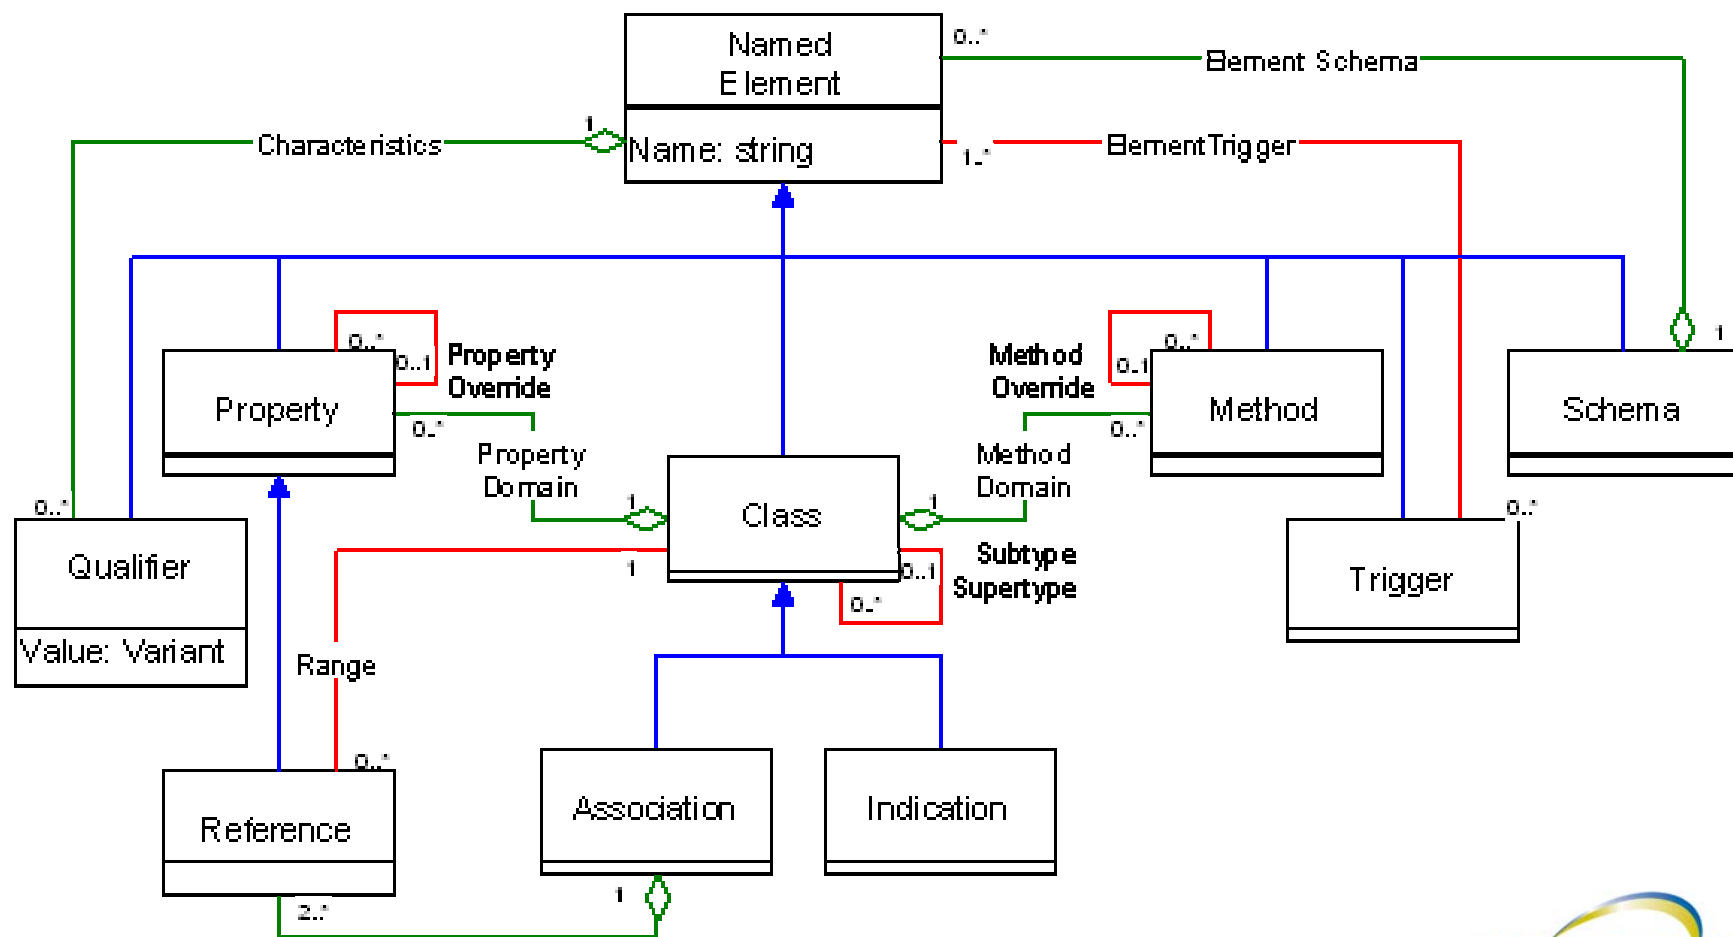 Named
Element
0..*
Element Schema
1
Characteristics
Name: string
1..*
ElementTrigger
0..*
0..1
Property
Override
Method
Override
0..*
0..1
1
Property
0..*
Method
0..*
Schema
Property
Domain
Method
Domain
0..*
1
Class
1
0..*
Qualifier
1
0..1
Subtype
Supertype
0..*
Trigger
Value: Variant
Range
0..*
Reference
Association
Indication
2..*
1